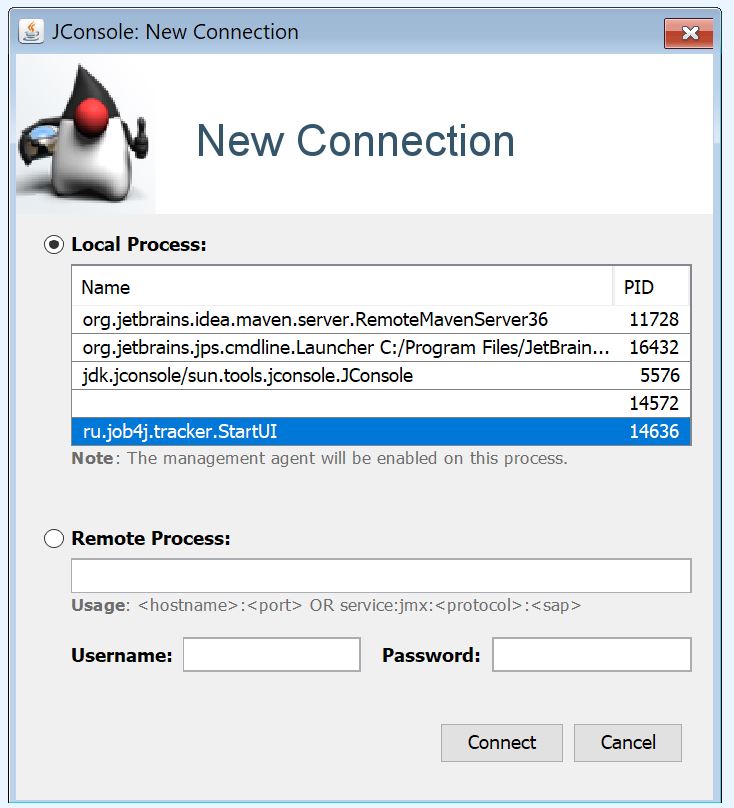 JConsole: New Connection
New Connection
Local Process:
Name PID
org.jetbrains.idea.maven.server.RemoteMavenServer36 11728
org.jetbrains.jps.cmdline.Launcher C:/Program Files/JetBrain... 16432
jdk.jconsole/sun.tools.jconsole.JConsole 5576
14572
ru.job4j.tracker.StartUI 14636
Note: The management agent will be enabled on this process.
Remote Process:
Usage: <hostname>:<port> OR service:jmx:<protocol>:<sap>
Username: Password:
Connect Cancel